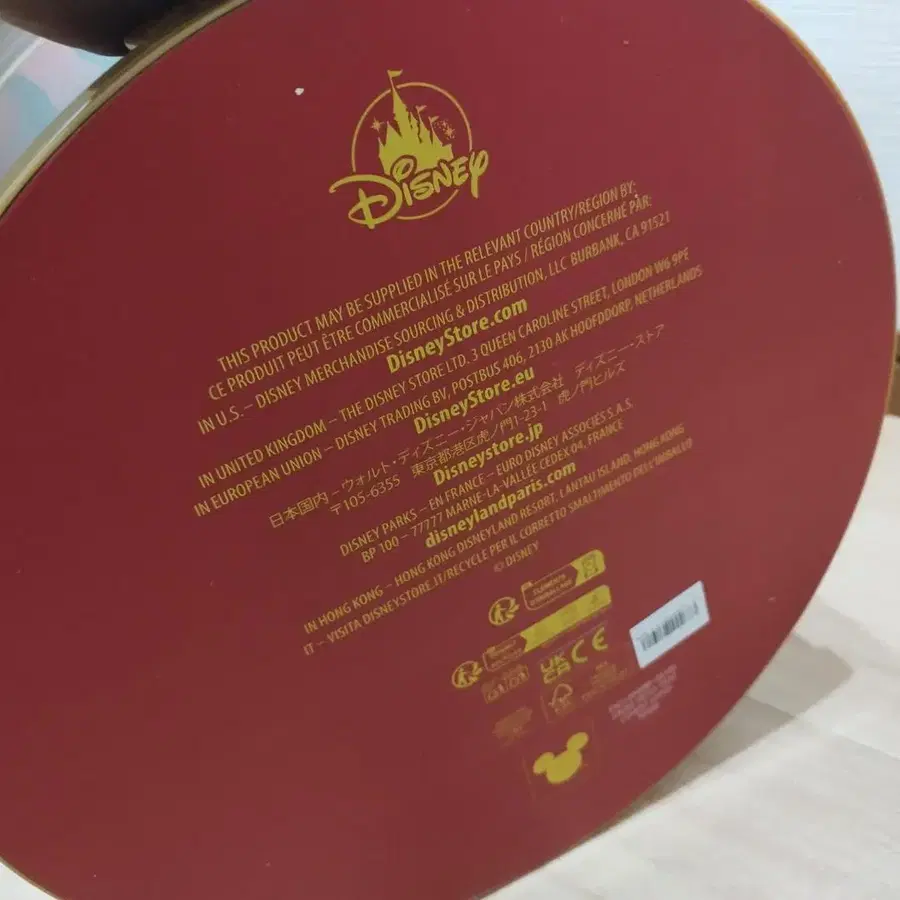 DISNEY
THIS PRODUCT MAY BE SUPPLIED IN THE RELEVANT COUNTRY/REGION BY:
CE PRODUIT PEUT ÊTRE COMMERCIALISÉ SUR LE PAYS / RÉGION CONCERNÉ PAR:
IN U.S. – DISNEY MERCHANDISE SOURCING & DISTRIBUTION, LLC BURBANK, CA 91521
DisneyStore.com
IN UNITED KINGDOM – THE DISNEY STORE LTD. 3 QUEEN CAROLINE STREET, LONDON W6 9PE
IN EUROPEAN UNION – DISNEY TRADING BV, POSTBUS 406, 2130 AK HOOFDDORP, NETHERLANDS
DisneyStore.eu
日本国内 – ウォルト・ディズニー・ジャパン株式会社 ディズニー・ストア
〒105-6355 東京都港区虎ノ門1-23-1 虎ノ門ヒルズ
Disneystore.jp
DISNEY PARKS – EN FRANCE – EURO DISNEY ASSOCIÉS S.A.S.
BP 100 – 77777 MARNE-LA-VALLÉE CEDEX 04, FRANCE
disneylandparis.com
IN HONG KONG – HONG KONG DISNEYLAND RESORT, LANTAU ISLAND, HONG KONG
IT – VISITA DISNEYSTORE.IT/RECYCLE PER IL CORRETTO SMALTIMENTO DELL'IMBALLO
© DISNEY
UK
CA
CE